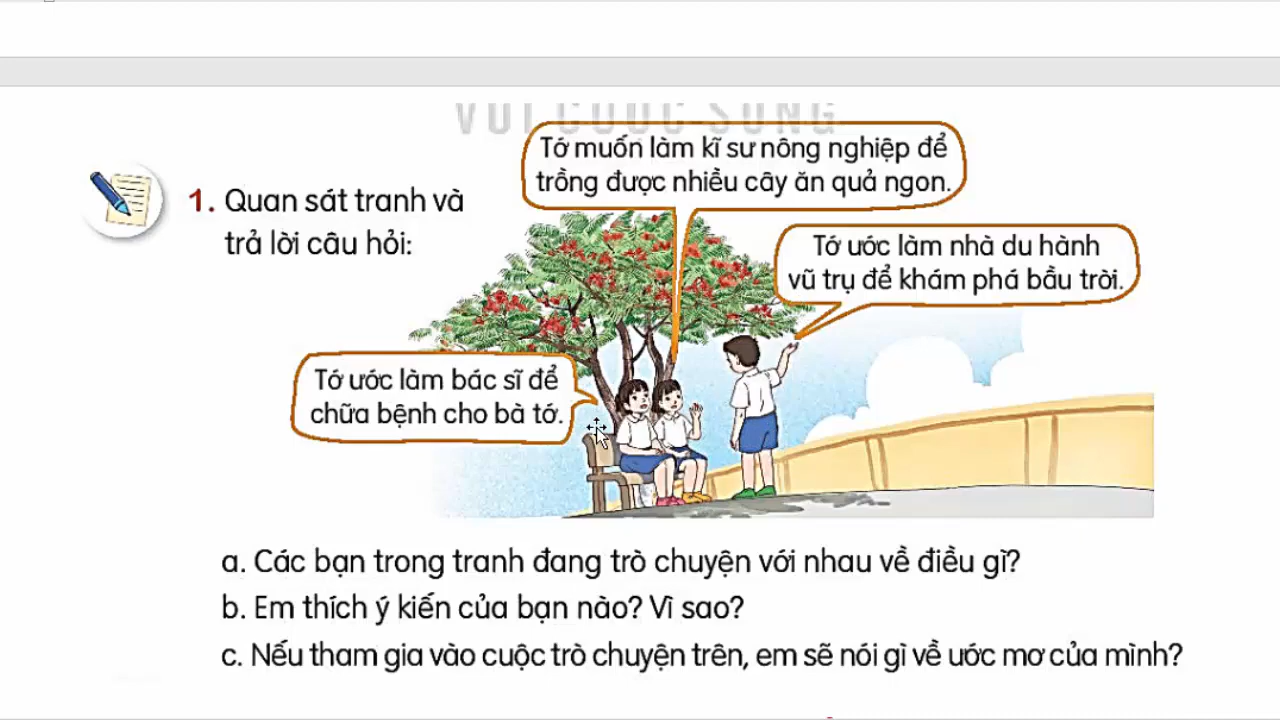 VUI CUỘC SỐNG
Tớ muốn làm kĩ sư nông nghiệp để
trồng được nhiều cây ăn quả ngon.
1. Quan sát tranh và
trả lời câu hỏi:
Tớ ước làm nhà du hành
vũ trụ để khám phá bầu trời.
Tớ ước làm bác sĩ để
chữa bệnh cho bà tớ.
a. Các bạn trong tranh đang trò chuyện với nhau về điều gì?
b. Em thích ý kiến của bạn nào? Vì sao?
c. Nếu tham gia vào cuộc trò chuyện trên, em sẽ nói gì về ước mơ của mình?